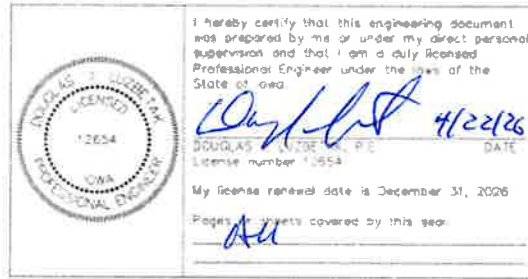 DOUGLAS J. LUZBETAK
LICENSED
12654
IOWA
PROFESSIONAL ENGINEER
I hereby certify that this engineering document
was prepared by me or under my direct personal
supervision and that I am a duly licensed
Professional Engineer under the laws of the
State of Iowa.
4/22/26
DOUGLAS J. LUZBETAK, P.E. DATE
License number 12654
My license renewal date is December 31, 2026
Pages or sheets covered by this seal:
All